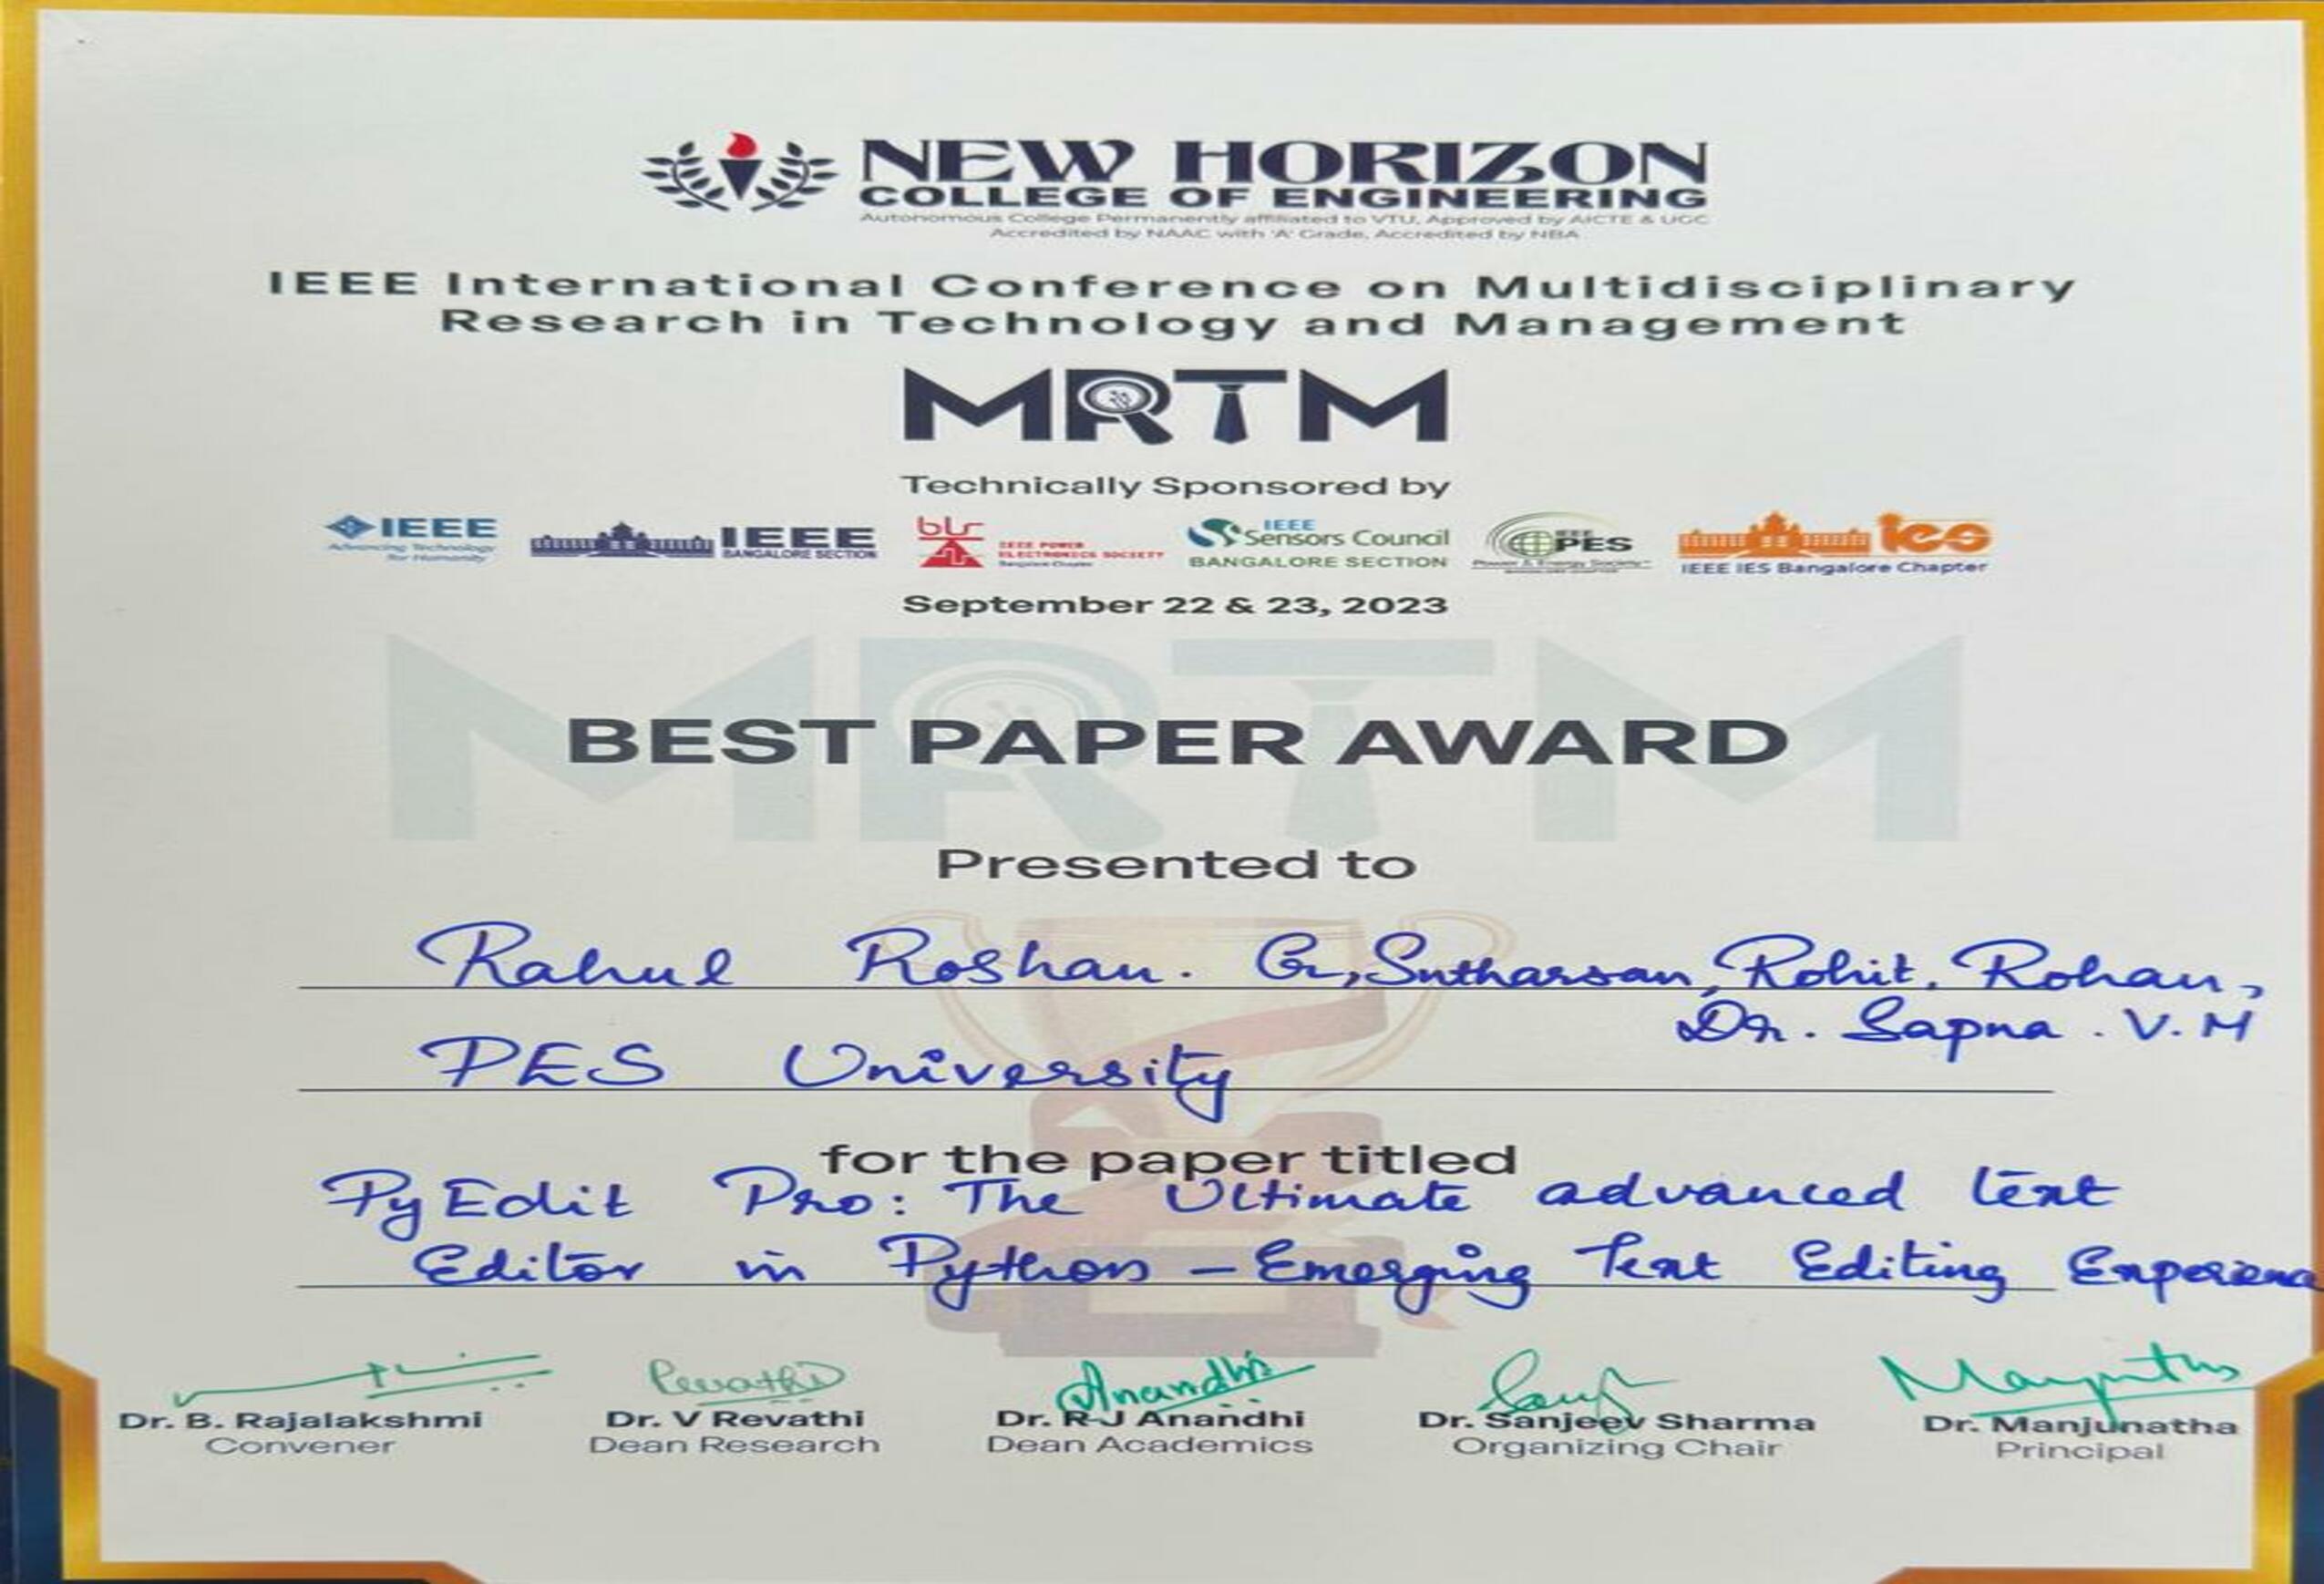 NEW HORIZON
COLLEGE OF ENGINEERING
Autonomous College Permanently affiliated to VTU, Approved by AICTE & UGC
Accredited by NAAC with 'A' Grade, Accredited by NBA
IEEE International Conference on Multidisciplinary
Research in Technology and Management
MRTM
Technically Sponsored by
IEEE Advancing Technology for Humanity
IEEE BANGALORE SECTION
blr IEEE POWER ELECTRONICS SOCIETY Bangalore Chapter
IEEE Sensors Council BANGALORE SECTION
IEEE PES Power & Energy Society
ies IEEE IES Bangalore Chapter
September 22 & 23, 2023
MRTM
BEST PAPER AWARD
Presented to
Rahul Roshan. G, Sutharsan, Rohit, Rohan,
Dr. Sapna. V. M
PES University
for the paper titled
PyEdit Pro: The Ultimate advanced text
Editor in Python - Emerging Text Editing
Revathi
Anandhi
Manjunatha
Dr. B. Rajalakshmi
Convener
Dr. V Revathi
Dean Research
Dr. R J Anandhi
Dean Academics
Dr. Sanjeev Sharma
Organizing Chair
Dr. Manjunatha
Principal